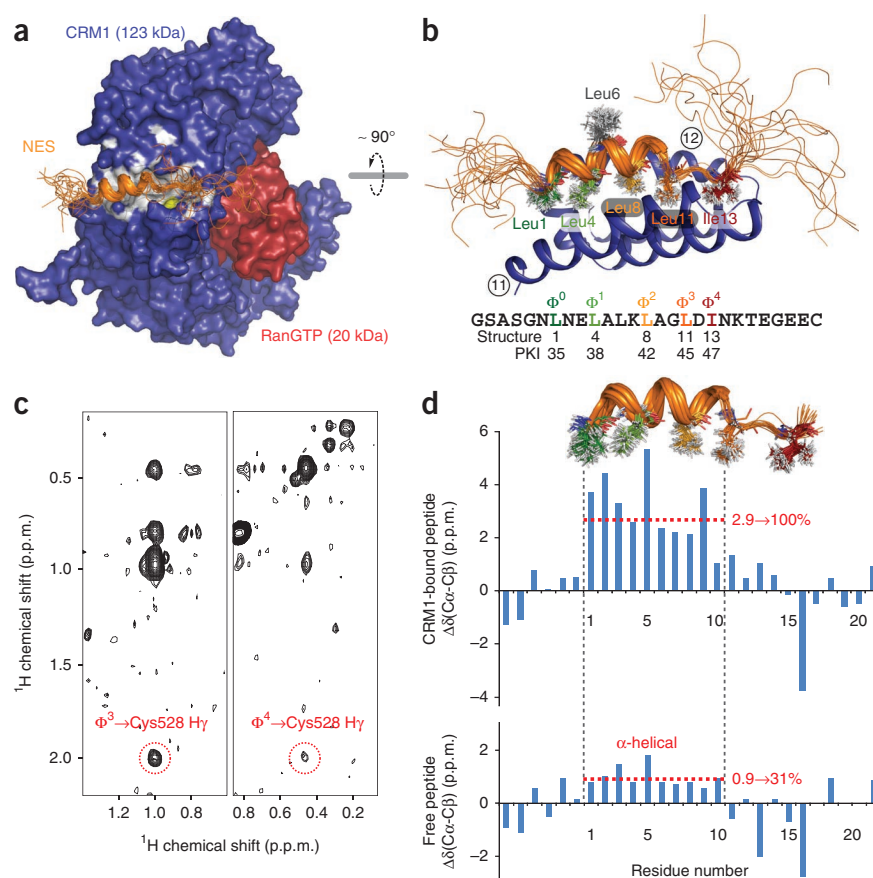 a
CRM1 (123 kDa)
NES
~ 90°
RanGTP (20 kDa)
b
Leu6
12
Leu1
Leu4
Leu8
Leu11
Ile13
11
Φ0 Φ1 Φ2 Φ3 Φ4
GSASGNLNELALKLAGLDINKTEGEEC
Structure 1 4 8 11 13
PKI 35 38 42 45 47
c
0.5
1.0
1.5
2.0
1H chemical shift (p.p.m.)
Φ3→Cys528 Hγ
Φ4→Cys528 Hγ
1.2 1.0 0.8 0.8 0.6 0.4 0.2
1H chemical shift (p.p.m.)
d
6
4
2
0
−2
−4
CRM1-bound peptide
Δδ(Cα-Cβ) (p.p.m.)
2.9→100%
1 5 10 15 20
2
0
−2
Free peptide
Δδ(Cα-Cβ) (p.p.m.)
α-helical
0.9→31%
1 5 10 15 20
Residue number